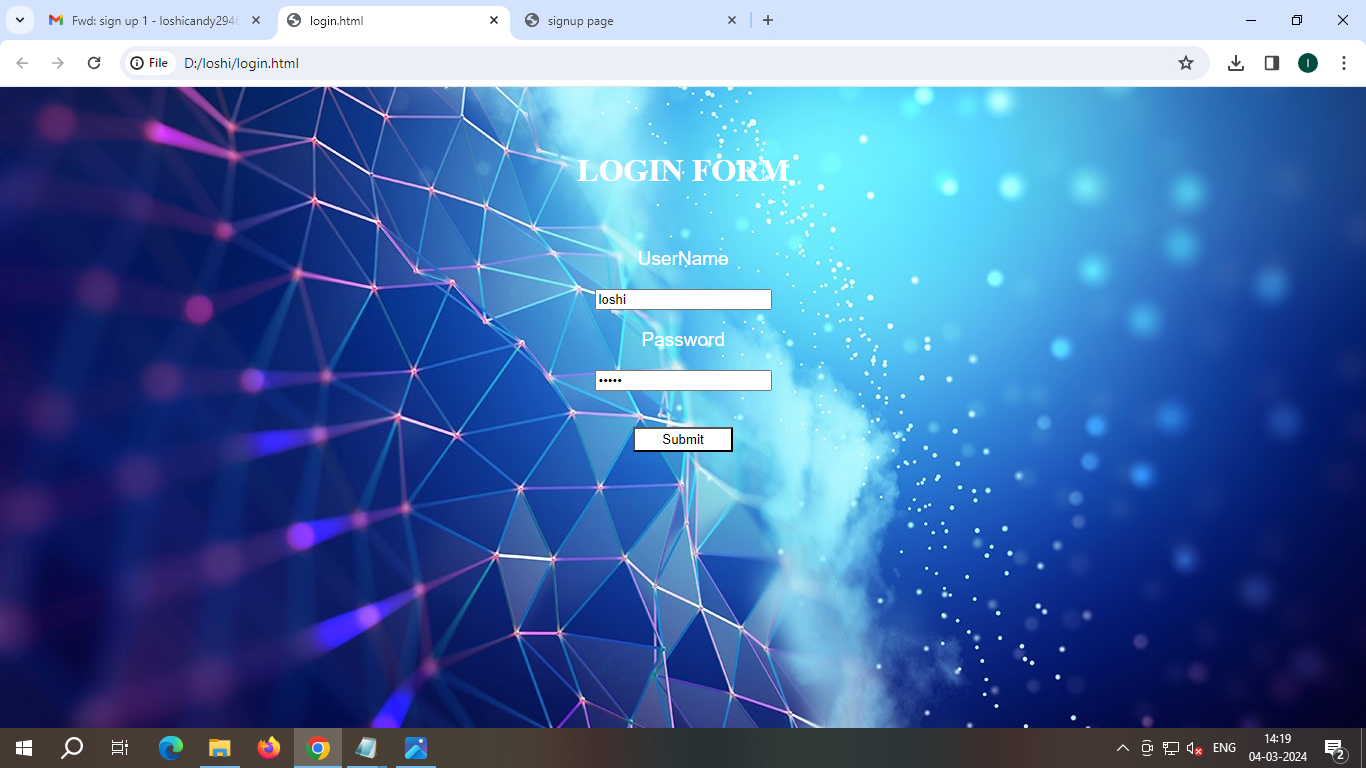 Fwd: sign up 1 - loshicandy294
login.html
signup page
File
D:/loshi/login.html
I
LOGIN FORM
UserName
loshi
Password
•••••
Submit
ENG
14:19
04-03-2024
2